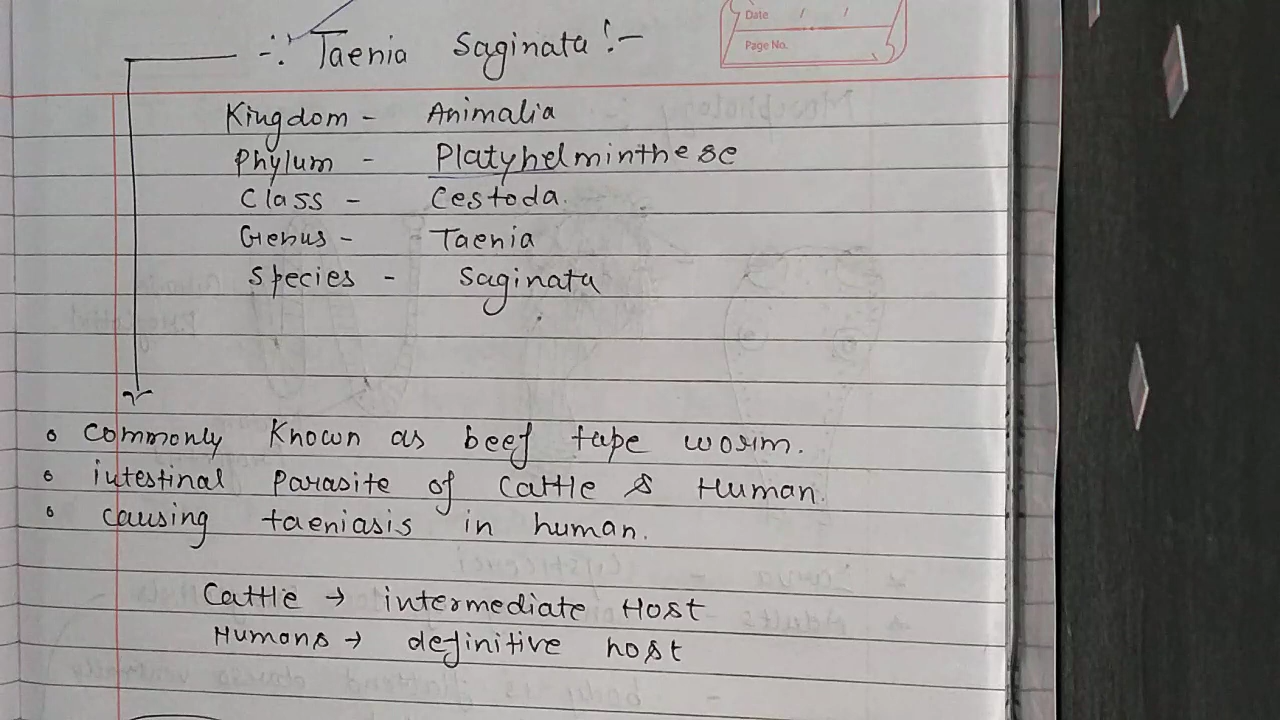 -:' Taenia Saginata :-
Date / /
Page No.
Kingdom - Animalia
Phylum - Platyhelminthese
Class - Cestoda.
Genus - Taenia
Species - Saginata
commonly Known as beef tape worm.
intestinal Parasite of Cattle & Human.
causing taeniasis in human.
Cattle → intermediate Host
Humans → definitive host